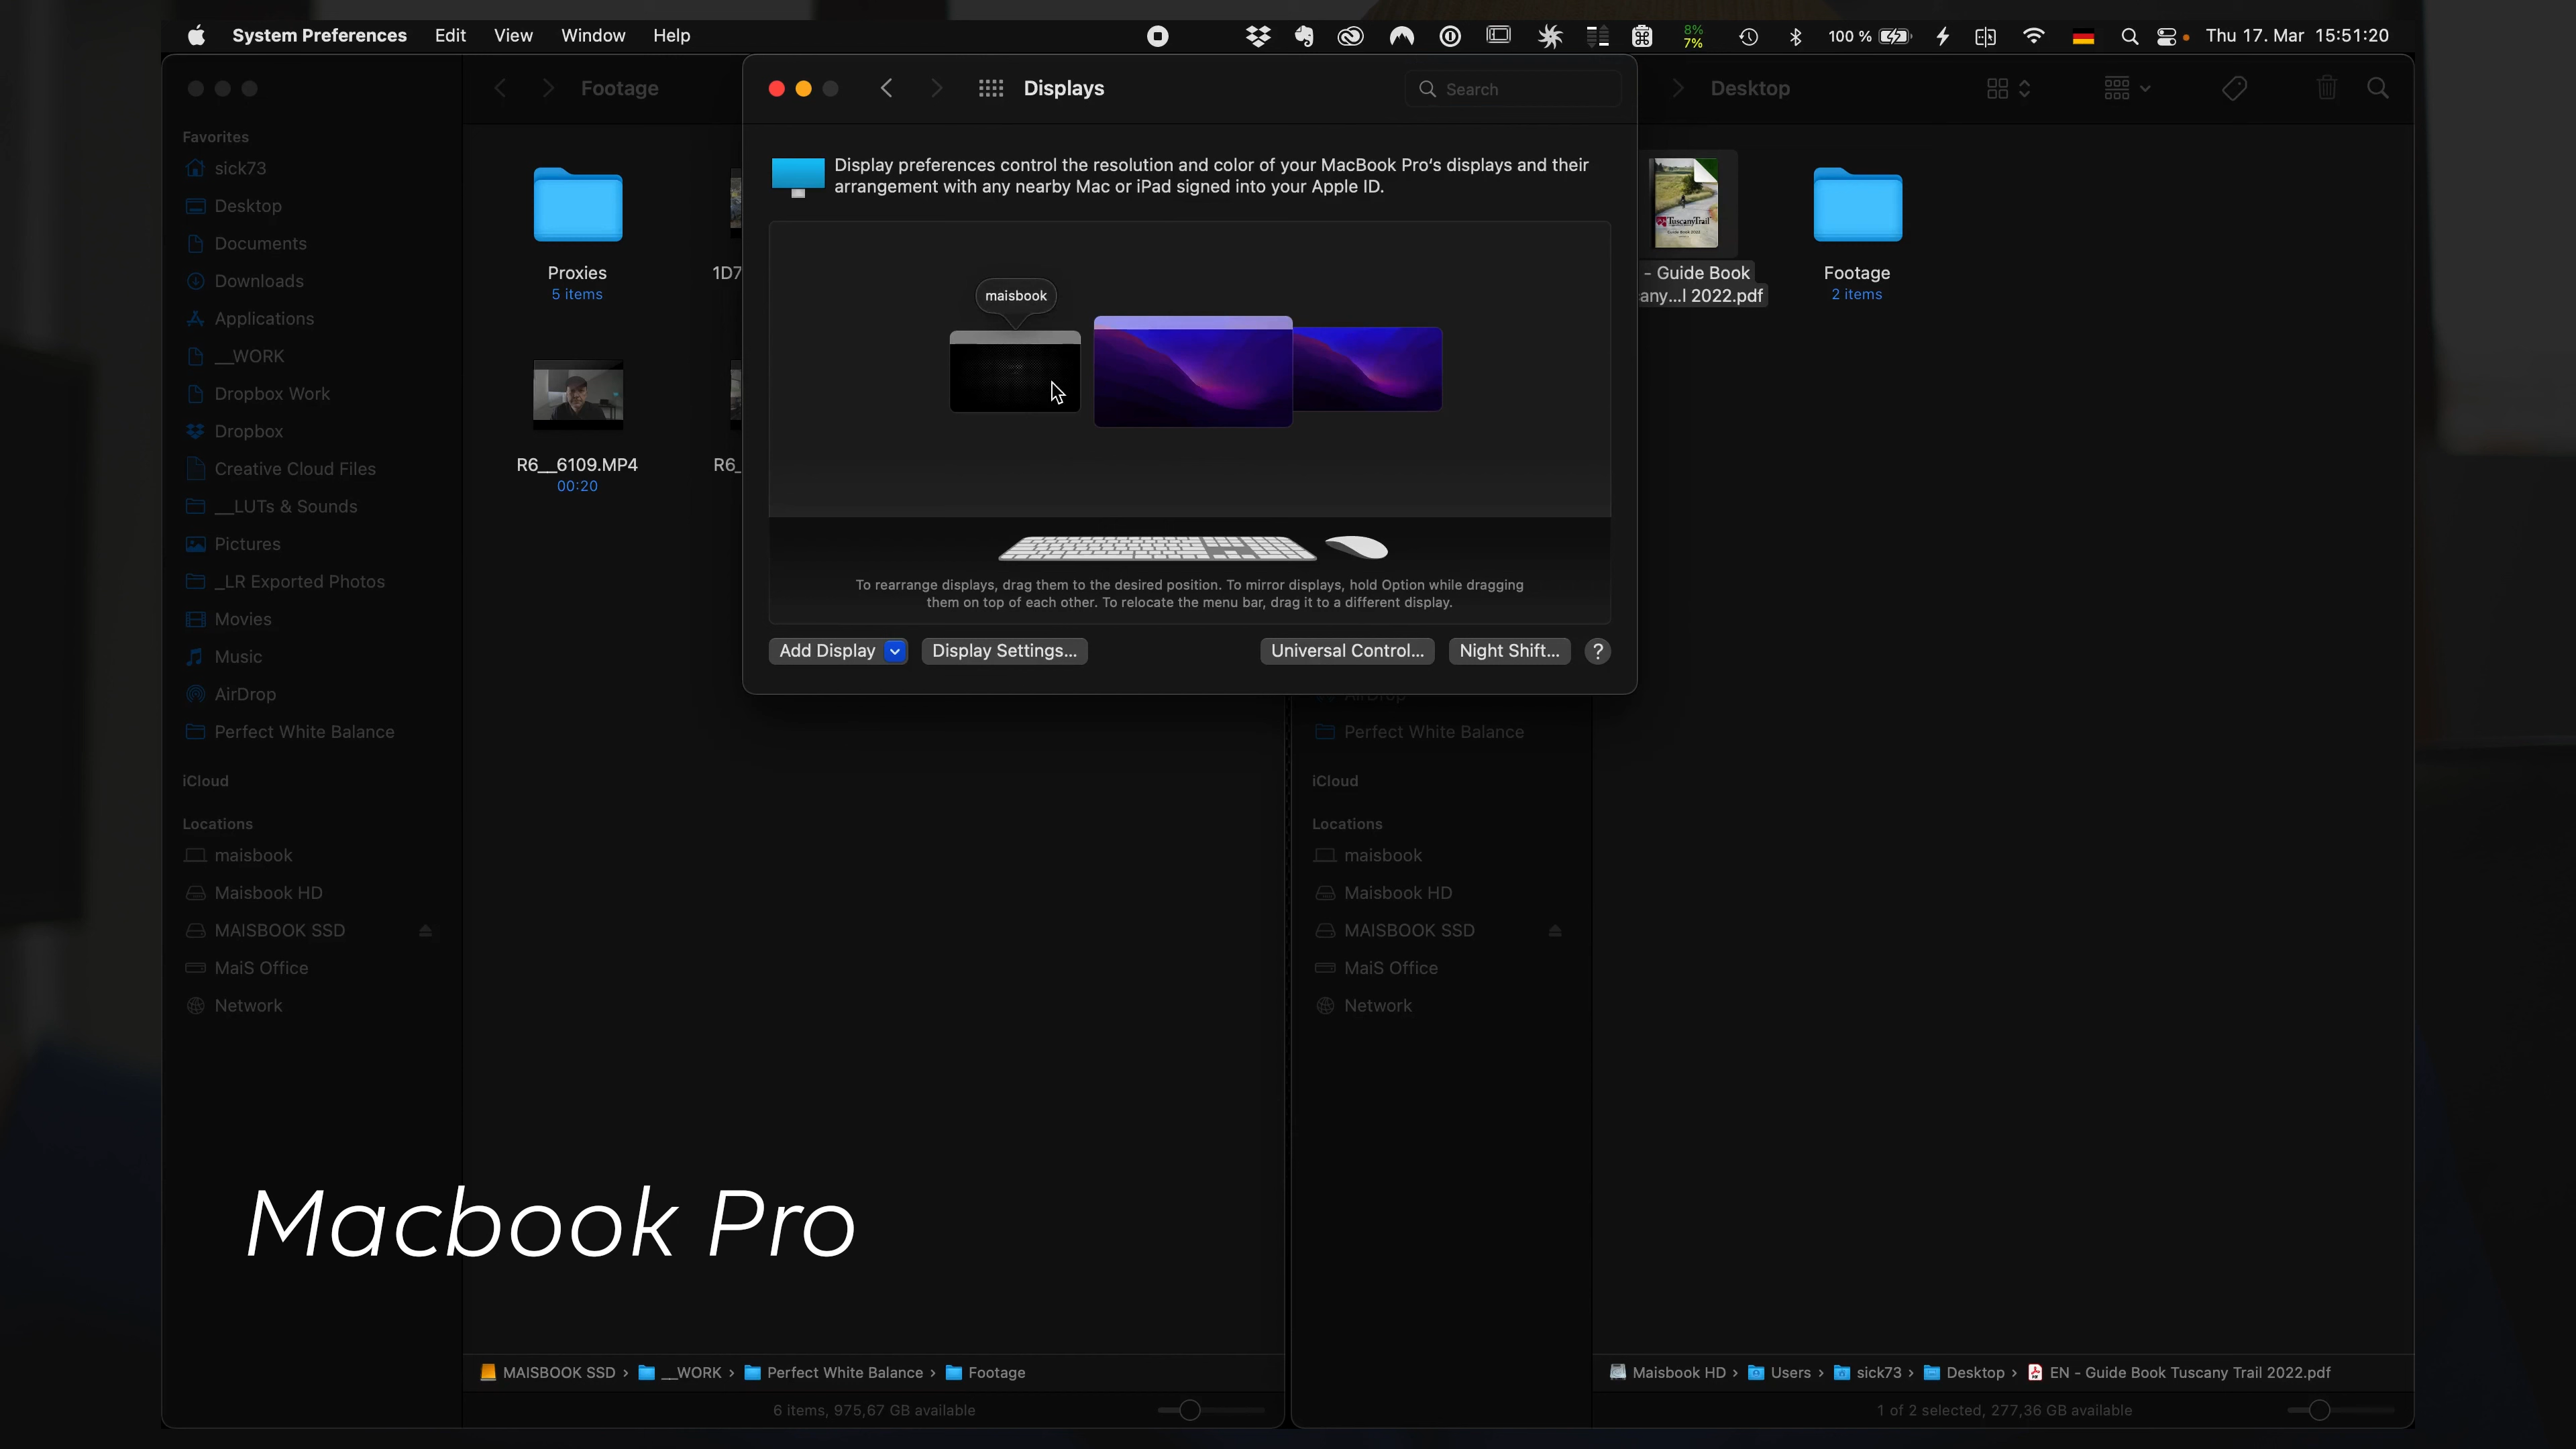 System Preferences Edit View Window Help
8%
7%
100 %
Thu 17. Mar 15:51:20
Footage
Favorites
sick73
Desktop
Documents
Downloads
Applications
__WORK
Dropbox Work
Dropbox
Creative Cloud Files
__LUTs & Sounds
Pictures
_LR Exported Photos
Movies
Music
AirDrop
Perfect White Balance
iCloud
Locations
maisbook
Maisbook HD
MAISBOOK SSD
MaiS Office
Network
Proxies
5 items
1D7
R6__6109.MP4
00:20
R6_
Displays
Search
Display preferences control the resolution and color of your MacBook Pro's displays and their
arrangement with any nearby Mac or iPad signed into your Apple ID.
maisbook
To rearrange displays, drag them to the desired position. To mirror displays, hold Option while dragging
them on top of each other. To relocate the menu bar, drag it to a different display.
Add Display
Display Settings...
Universal Control...
Night Shift...
?
Desktop
TuscanyTrail
Guide Book 2022
- Guide Book
any...l 2022.pdf
Footage
2 items
AirDrop
Perfect White Balance
iCloud
Locations
maisbook
Maisbook HD
MAISBOOK SSD
MaiS Office
Network
Macbook Pro
MAISBOOK SSD › __WORK › Perfect White Balance › Footage
6 items, 975,67 GB available
Maisbook HD › Users › sick73 › Desktop › EN - Guide Book Tuscany Trail 2022.pdf
1 of 2 selected, 277,36 GB available